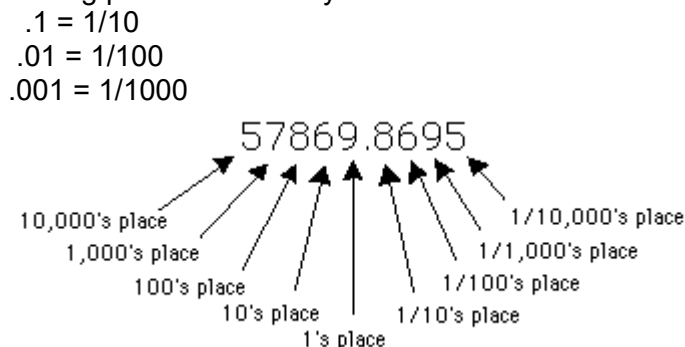 .1 = 1/10
.01 = 1/100
.001 = 1/1000
57869.8695
10,000's place
1,000's place
100's place
10's place
1's place
1/10's place
1/100's place
1/1,000's place
1/10,000's place